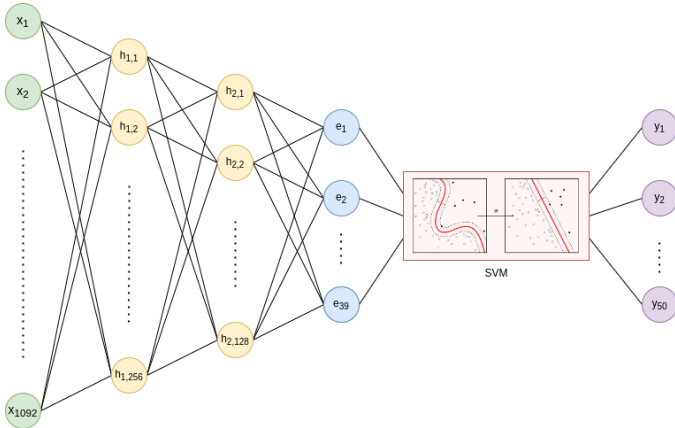 x1
x2
x1092
h1,1
h1,2
h1,256
h2,1
h2,2
h2,128
e1
e2
e39
SVM
y1
y2
y50